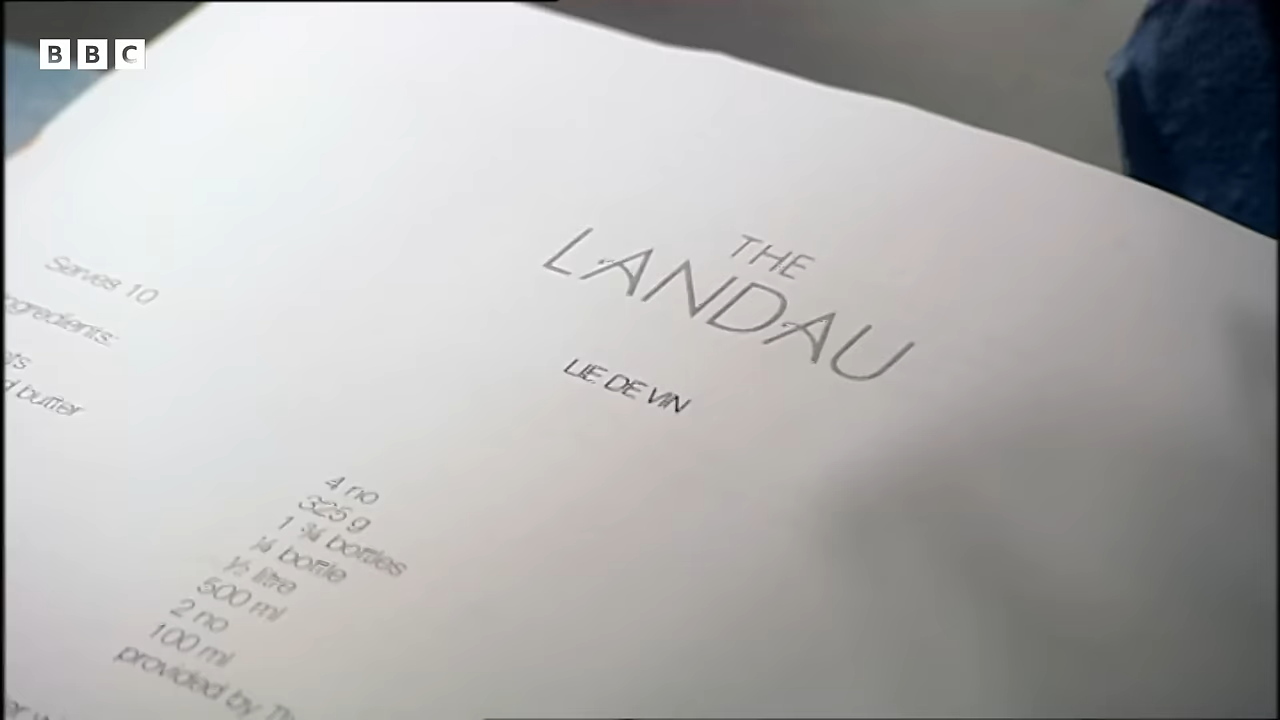 BBC
THE
LANDAU
LIE DE VIN
Serves 10
ngredients:
d butter
4 no
325 g
1 ¾ bottles
¼ bottle
½ litre
500 ml
2 no
100 ml
provided by